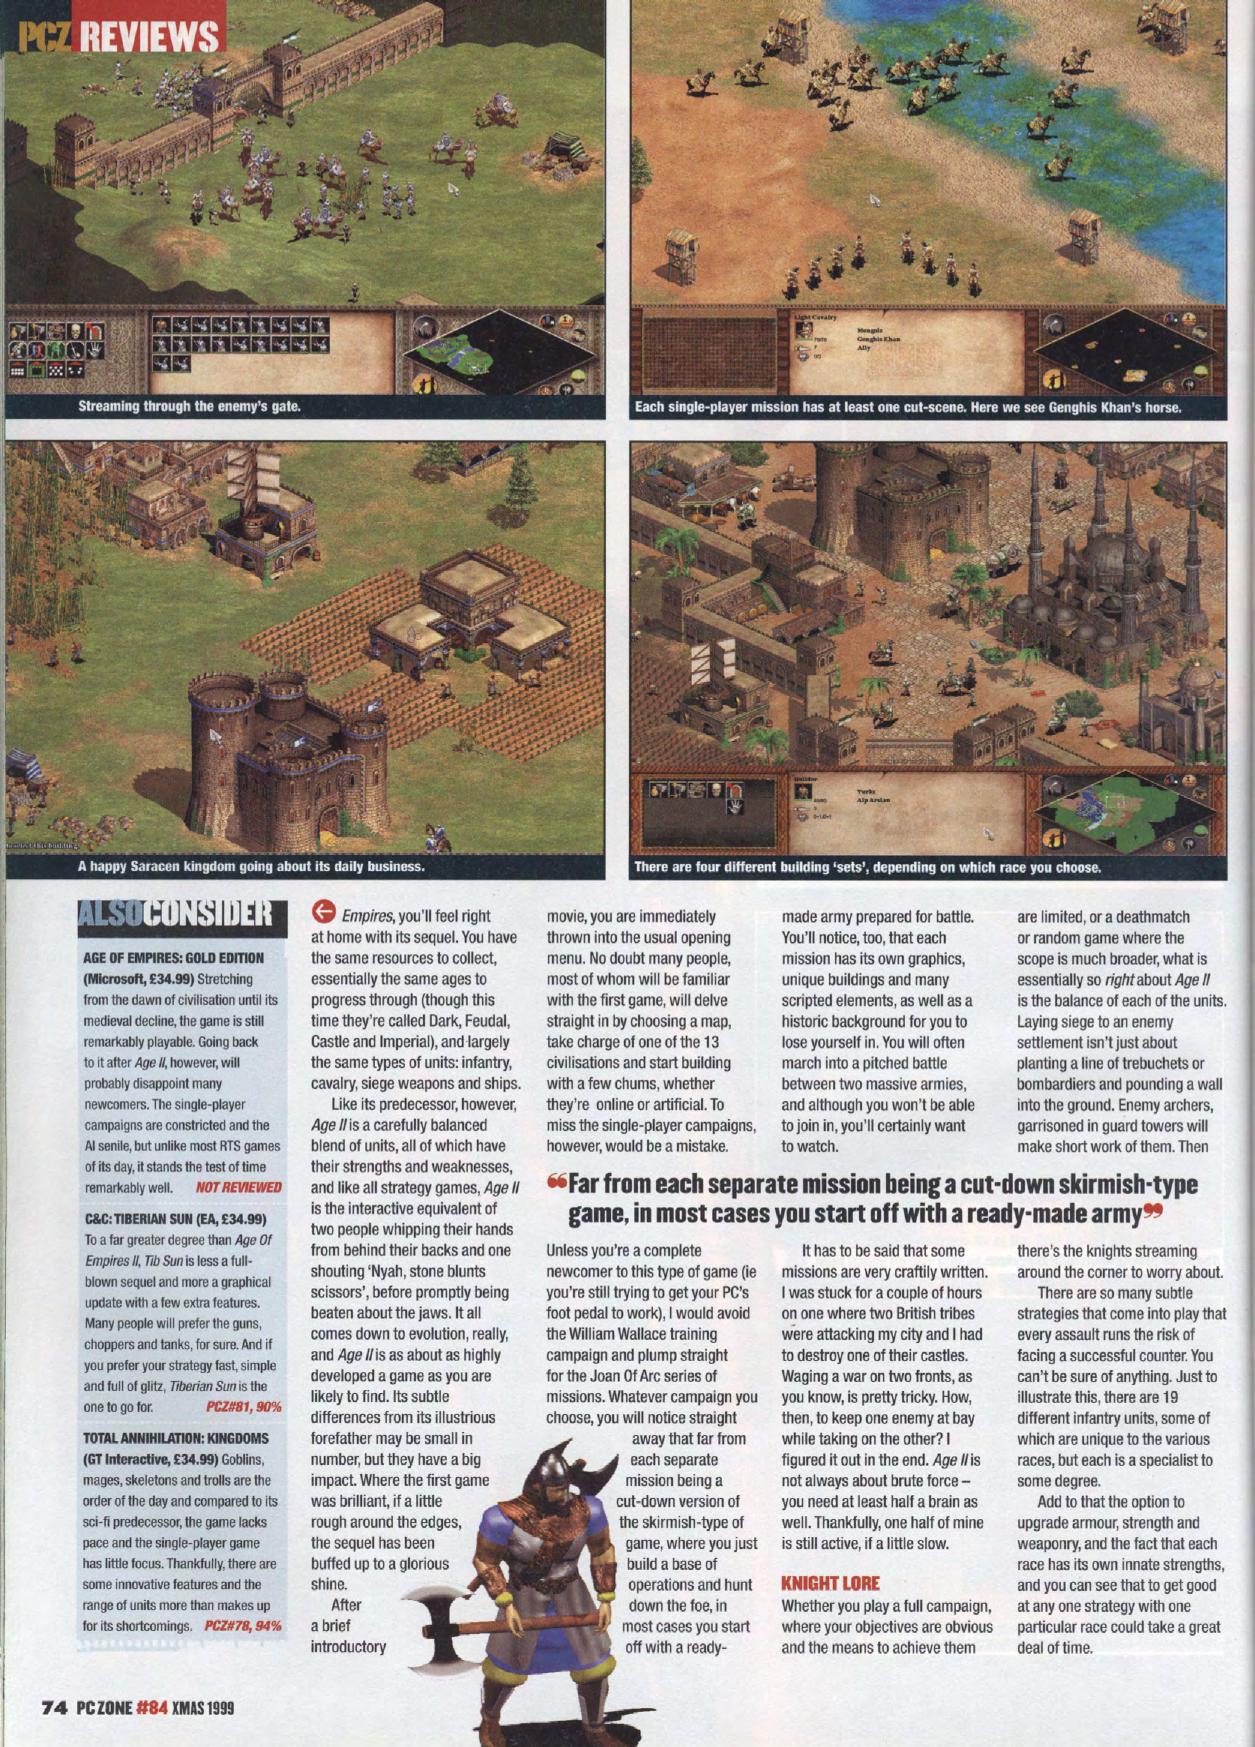 PCZ REVIEWS
Streaming through the enemy's gate.
Light Cavalry
Mongols
Genghis Khan
Ally
Each single-player mission has at least one cut-scene. Here we see Genghis Khan's horse.
A happy Saracen kingdom going about its daily business.
Turks
Alp Arslan
There are four different building 'sets', depending on which race you choose.
ALSO CONSIDER
AGE OF EMPIRES: GOLD EDITION
(Microsoft, £34.99) Stretching
from the dawn of civilisation until its
medieval decline, the game is still
remarkably playable. Going back
to it after Age II, however, will
probably disappoint many
newcomers. The single-player
campaigns are constricted and the
AI senile, but unlike most RTS games
of its day, it stands the test of time
remarkably well. NOT REVIEWED
C&C: TIBERIAN SUN (EA, £34.99)
To a far greater degree than Age Of
Empires II, Tib Sun is less a full-
blown sequel and more a graphical
update with a few extra features.
Many people will prefer the guns,
choppers and tanks, for sure. And if
you prefer your strategy fast, simple
and full of glitz, Tiberian Sun is the
one to go for. PCZ#81, 90%
TOTAL ANNIHILATION: KINGDOMS
(GT Interactive, £34.99) Goblins,
mages, skeletons and trolls are the
order of the day and compared to its
sci-fi predecessor, the game lacks
pace and the single-player game
has little focus. Thankfully, there are
some innovative features and the
range of units more than makes up
for its shortcomings. PCZ#78, 94%
Empires, you'll feel right
at home with its sequel. You have
the same resources to collect,
essentially the same ages to
progress through (though this
time they're called Dark, Feudal,
Castle and Imperial), and largely
the same types of units: infantry,
cavalry, siege weapons and ships.
Like its predecessor, however,
Age II is a carefully balanced
blend of units, all of which have
their strengths and weaknesses,
and like all strategy games, Age II
is the interactive equivalent of
two people whipping their hands
from behind their backs and one
shouting 'Nyah, stone blunts
scissors', before promptly being
beaten about the jaws. It all
comes down to evolution, really,
and Age II is as about as highly
developed a game as you are
likely to find. Its subtle
differences from its illustrious
forefather may be small in
number, but they have a big
impact. Where the first game
was brilliant, if a little
rough around the edges,
the sequel has been
buffed up to a glorious
shine.
After
a brief
introductory
movie, you are immediately
thrown into the usual opening
menu. No doubt many people,
most of whom will be familiar
with the first game, will delve
straight in by choosing a map,
take charge of one of the 13
civilisations and start building
with a few chums, whether
they're online or artificial. To
miss the single-player campaigns,
however, would be a mistake.
“Far from each separate mission being a cut-down skirmish-type
game, in most cases you start off with a ready-made army”
Unless you're a complete
newcomer to this type of game (ie
you're still trying to get your PC's
foot pedal to work), I would avoid
the William Wallace training
campaign and plump straight
for the Joan Of Arc series of
missions. Whatever campaign you
choose, you will notice straight
away that far from
each separate
mission being a
cut-down version of
the skirmish-type of
game, where you just
build a base of
operations and hunt
down the foe, in
most cases you start
off with a ready-
made army prepared for battle.
You'll notice, too, that each
mission has its own graphics,
unique buildings and many
scripted elements, as well as a
historic background for you to
lose yourself in. You will often
march into a pitched battle
between two massive armies,
and although you won't be able
to join in, you'll certainly want
to watch.
It has to be said that some
missions are very craftily written.
I was stuck for a couple of hours
on one where two British tribes
were attacking my city and I had
to destroy one of their castles.
Waging a war on two fronts, as
you know, is pretty tricky. How,
then, to keep one enemy at bay
while taking on the other? I
figured it out in the end. Age II is
not always about brute force –
you need at least half a brain as
well. Thankfully, one half of mine
is still active, if a little slow.
KNIGHT LORE
Whether you play a full campaign,
where your objectives are obvious
and the means to achieve them
are limited, or a deathmatch
or random game where the
scope is much broader, what is
essentially so right about Age II
is the balance of each of the units.
Laying siege to an enemy
settlement isn't just about
planting a line of trebuchets or
bombardiers and pounding a wall
into the ground. Enemy archers,
garrisoned in guard towers will
make short work of them. Then
there's the knights streaming
around the corner to worry about.
There are so many subtle
strategies that come into play that
every assault runs the risk of
facing a successful counter. You
can't be sure of anything. Just to
illustrate this, there are 19
different infantry units, some of
which are unique to the various
races, but each is a specialist to
some degree.
Add to that the option to
upgrade armour, strength and
weaponry, and the fact that each
race has its own innate strengths,
and you can see that to get good
at any one strategy with one
particular race could take a great
deal of time.
74 PC ZONE #84 XMAS 1999